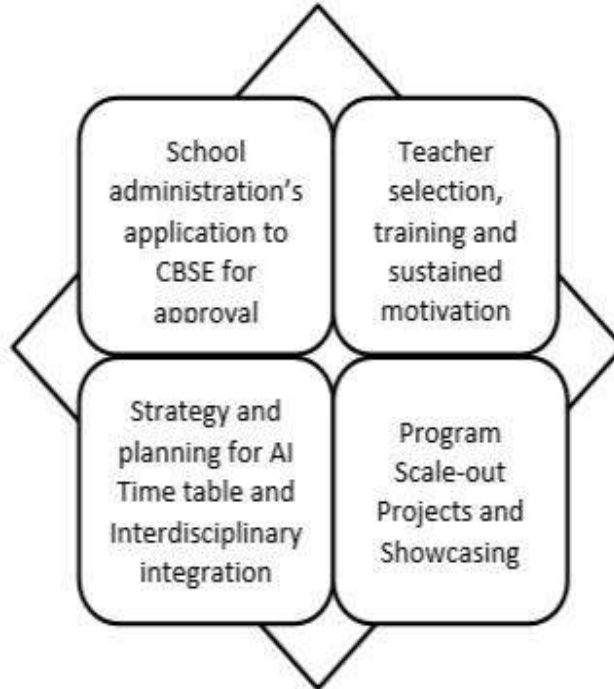 School
administration's
application to
CBSE for
approval
Teacher
selection,
training and
sustained
motivation
Strategy and
planning for AI
Time table and
Interdisciplinary
integration
Program
Scale-out
Projects and
Showcasing